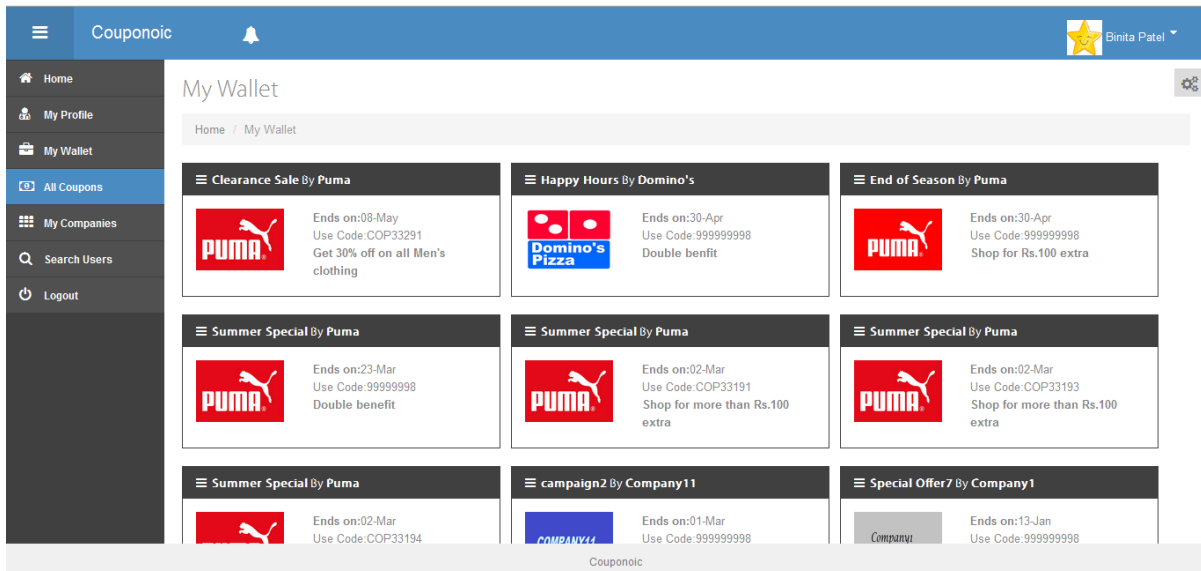 Couponoic
Binita Patel
Home
My Profile
My Wallet
All Coupons
My Companies
Search Users
Logout
My Wallet
Home / My Wallet
Clearance Sale By Puma
PUMA
Ends on:08-May
Use Code:COP33291
Get 30% off on all Men's
clothing
Happy Hours By Domino's
Domino's
Pizza
Ends on:30-Apr
Use Code:999999998
Double benfit
End of Season By Puma
PUMA
Ends on:30-Apr
Use Code:999999998
Shop for Rs.100 extra
Summer Special By Puma
PUMA
Ends on:23-Mar
Use Code:99999998
Double benefit
Summer Special By Puma
PUMA
Ends on:02-Mar
Use Code:COP33191
Shop for more than Rs.100
extra
Summer Special By Puma
PUMA
Ends on:02-Mar
Use Code:COP33193
Shop for more than Rs.100
extra
Summer Special By Puma
Ends on:02-Mar
Use Code:COP33194
campaign2 By Company11
COMPANY11
Ends on:01-Mar
Use Code:999999998
Special Offer7 By Company1
Company1
Ends on:13-Jan
Use Code:999999998
Couponoic